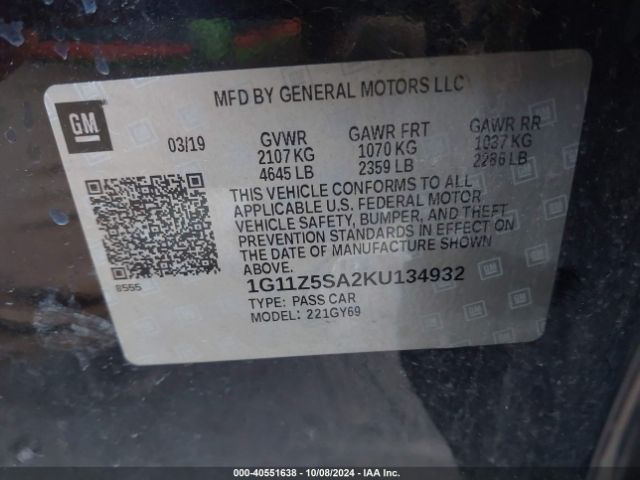 MFD BY GENERAL MOTORS LLC
GM
03/19 GVWR GAWR FRT GAWR RR
2107 KG 1070 KG 1037 KG
4645 LB 2359 LB 2286 LB
THIS VEHICLE CONFORMS TO ALL
APPLICABLE U.S. FEDERAL MOTOR
VEHICLE SAFETY, BUMPER, AND THEFT
PREVENTION STANDARDS IN EFFECT ON
THE DATE OF MANUFACTURE SHOWN
ABOVE.
8555
1G11Z5SA2KU134932
TYPE: PASS CAR
MODEL: 221GY69
000-40551638 - 10/08/2024 - IAA Inc.